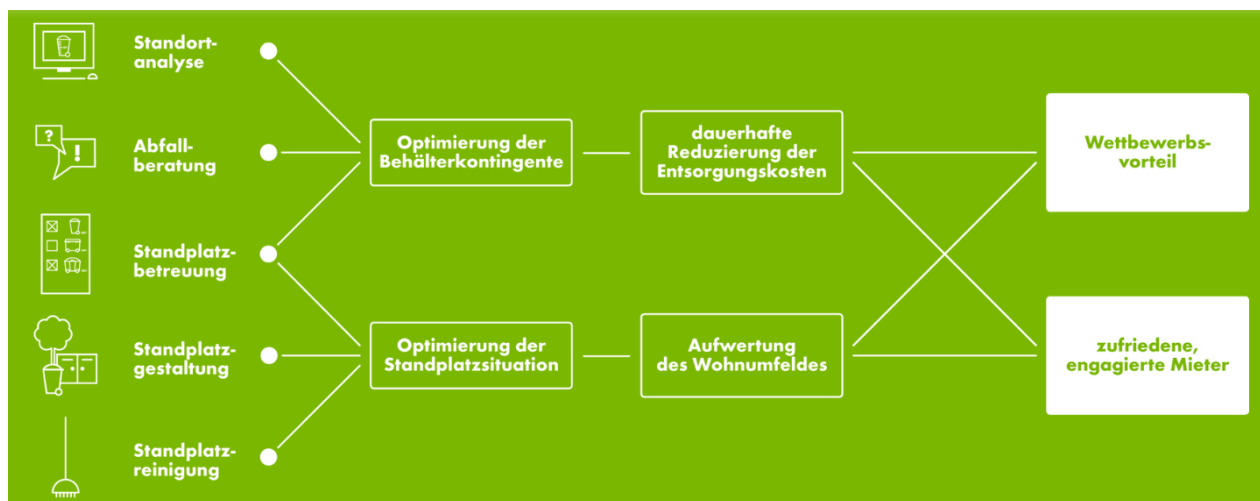 Standort-
analyse
Abfall-
beratung
Standplatz-
betreuung
Standplatz-
gestaltung
Standplatz-
reinigung
Optimierung der
Behälterkontingente
Optimierung der
Standplatzsituation
dauerhafte
Reduzierung der
Entsorgungskosten
Aufwertung
des Wohnumfeldes
Wettbewerbs-
vorteil
zufriedene,
engagierte Mieter
?
!